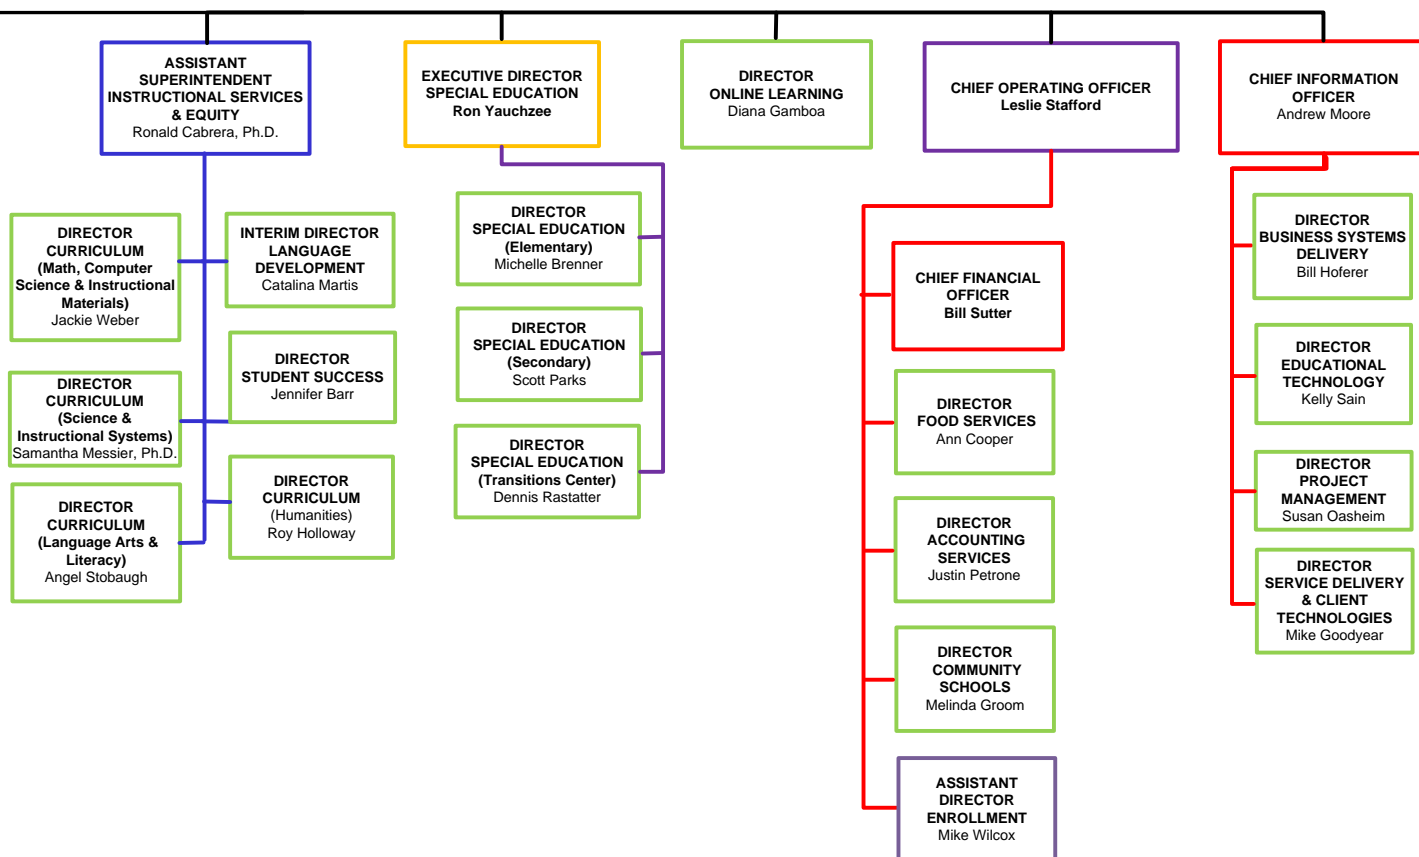 ASSISTANT
SUPERINTENDENT
INSTRUCTIONAL SERVICES
& EQUITY
Ronald Cabrera, Ph.D.
EXECUTIVE DIRECTOR
SPECIAL EDUCATION
Ron Yauchzee
DIRECTOR
ONLINE LEARNING
Diana Gamboa
CHIEF OPERATING OFFICER
Leslie Stafford
CHIEF INFORMATION
OFFICER
Andrew Moore
DIRECTOR
CURRICULUM
(Math, Computer
Science & Instructional
Materials)
Jackie Weber
INTERIM DIRECTOR
LANGUAGE
DEVELOPMENT
Catalina Martis
DIRECTOR
STUDENT SUCCESS
Jennifer Barr
DIRECTOR
CURRICULUM
(Science &
Instructional Systems)
Samantha Messier, Ph.D.
DIRECTOR
CURRICULUM
(Humanities)
Roy Holloway
DIRECTOR
CURRICULUM
(Language Arts &
Literacy)
Angel Stobaugh
DIRECTOR
SPECIAL EDUCATION
(Elementary)
Michelle Brenner
DIRECTOR
SPECIAL EDUCATION
(Secondary)
Scott Parks
DIRECTOR
SPECIAL EDUCATION
(Transitions Center)
Dennis Rastatter
CHIEF FINANCIAL
OFFICER
Bill Sutter
DIRECTOR
FOOD SERVICES
Ann Cooper
DIRECTOR
ACCOUNTING
SERVICES
Justin Petrone
DIRECTOR
COMMUNITY
SCHOOLS
Melinda Groom
ASSISTANT
DIRECTOR
ENROLLMENT
Mike Wilcox
DIRECTOR
BUSINESS SYSTEMS
DELIVERY
Bill Hoferer
DIRECTOR
EDUCATIONAL
TECHNOLOGY
Kelly Sain
DIRECTOR
PROJECT
MANAGEMENT
Susan Oasheim
DIRECTOR
SERVICE DELIVERY
& CLIENT
TECHNOLOGIES
Mike Goodyear